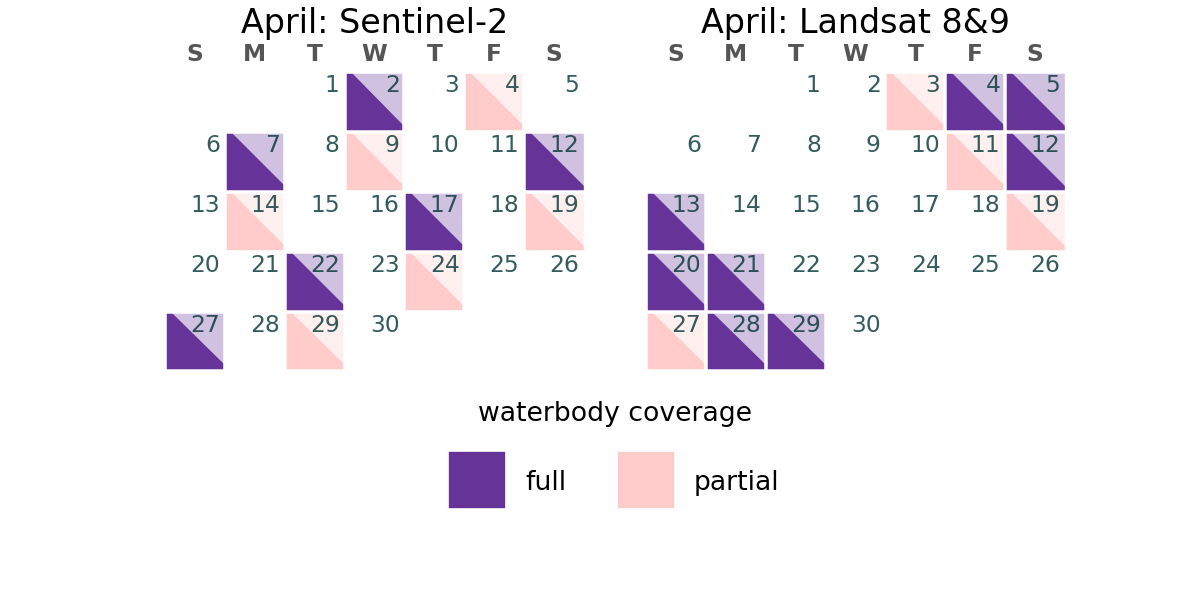 April: Sentinel-2
S M T W T F S
1 2 3 4 5
6 7 8 9 10 11 12
13 14 15 16 17 18 19
20 21 22 23 24 25 26
27 28 29 30
April: Landsat 8&9
S M T W T F S
1 2 3 4 5
6 7 8 9 10 11 12
13 14 15 16 17 18 19
20 21 22 23 24 25 26
27 28 29 30
waterbody coverage
full partial